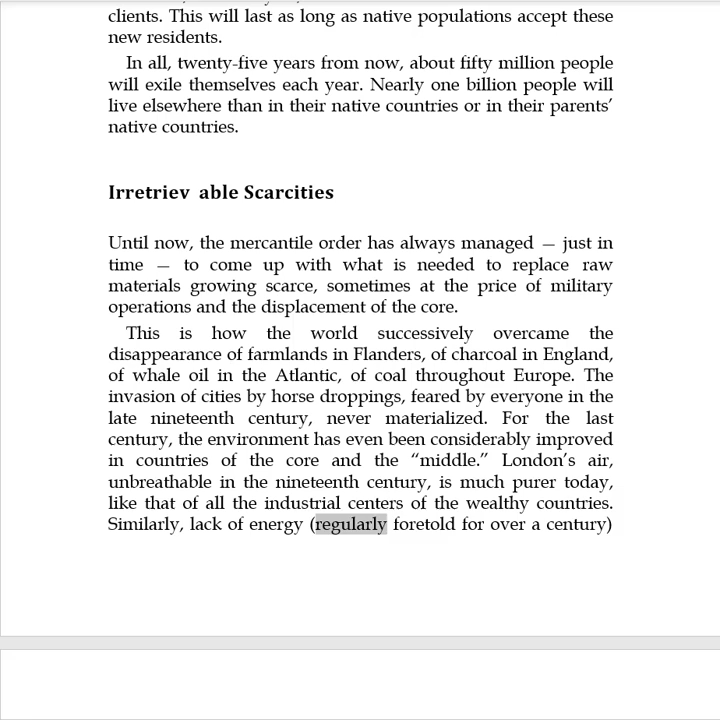 clients. This will last as long as native populations accept these
new residents.
In all, twenty-five years from now, about fifty million people
will exile themselves each year. Nearly one billion people will
live elsewhere than in their native countries or in their parents’
native countries.
Irretriev able Scarcities
Until now, the mercantile order has always managed — just in
time — to come up with what is needed to replace raw
materials growing scarce, sometimes at the price of military
operations and the displacement of the core.
This is how the world successively overcame the
disappearance of farmlands in Flanders, of charcoal in England,
of whale oil in the Atlantic, of coal throughout Europe. The
invasion of cities by horse droppings, feared by everyone in the
late nineteenth century, never materialized. For the last
century, the environment has even been considerably improved
in countries of the core and the “middle.” London’s air,
unbreathable in the nineteenth century, is much purer today,
like that of all the industrial centers of the wealthy countries.
Similarly, lack of energy (regularly foretold for over a century)